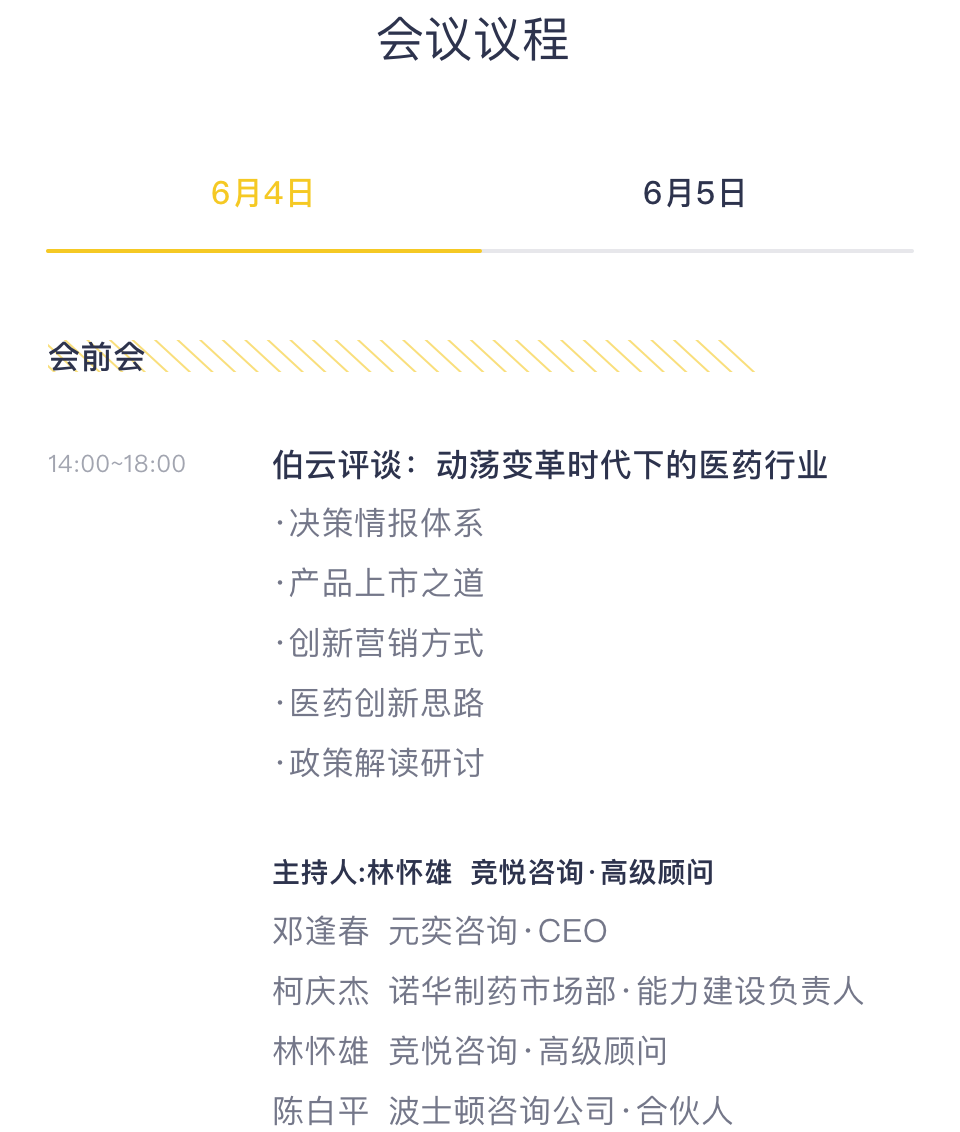 会议议程
6月4日 6月5日
会前会
14:00~18:00 伯云评谈：动荡变革时代下的医药行业
·决策情报体系
·产品上市之道
·创新营销方式
·医药创新思路
·政策解读研讨
主持人:林怀雄 竞悦咨询·高级顾问
邓逢春 元奕咨询·CEO
柯庆杰 诺华制药市场部·能力建设负责人
林怀雄 竞悦咨询·高级顾问
陈白平 波士顿咨询公司·合伙人